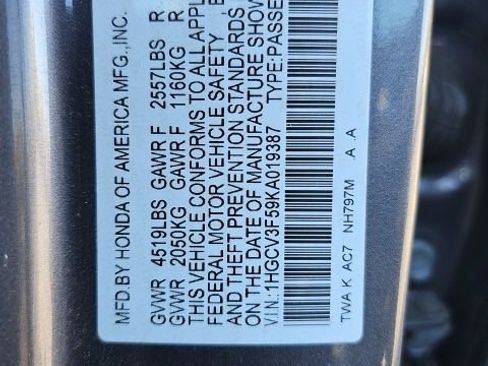 MFD.BY HONDA OF AMERICA MFG.,INC.
GVWR 4519LBS GAWR F 2557LBS R
GVWR 2050KG GAWR F 1160KG R
THIS VEHICLE CONFORMS TO ALL APPL
FEDERAL MOTOR VEHICLE SAFETY, B
AND THEFT PREVENTION STANDARDS
ON THE DATE OF MANUFACTURE SHOW
V.I.N.: 1HGCV3F59KA019387 TYPE:PASSE
TWA K AC7 NH797M A .A